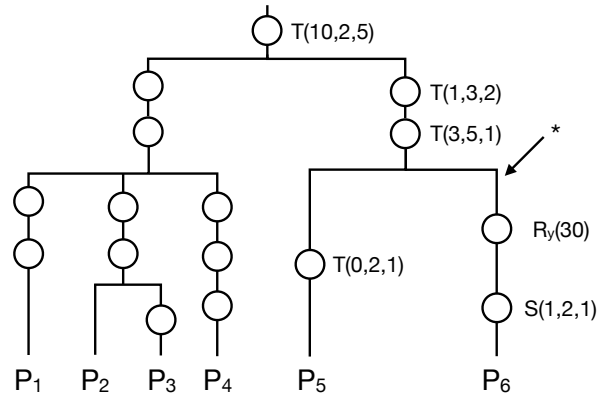 T(10,2,5)
T(1,3,2)
T(3,5,1)
*
Ry(30)
T(0,2,1)
S(1,2,1)
P1 P2 P3 P4 P5 P6